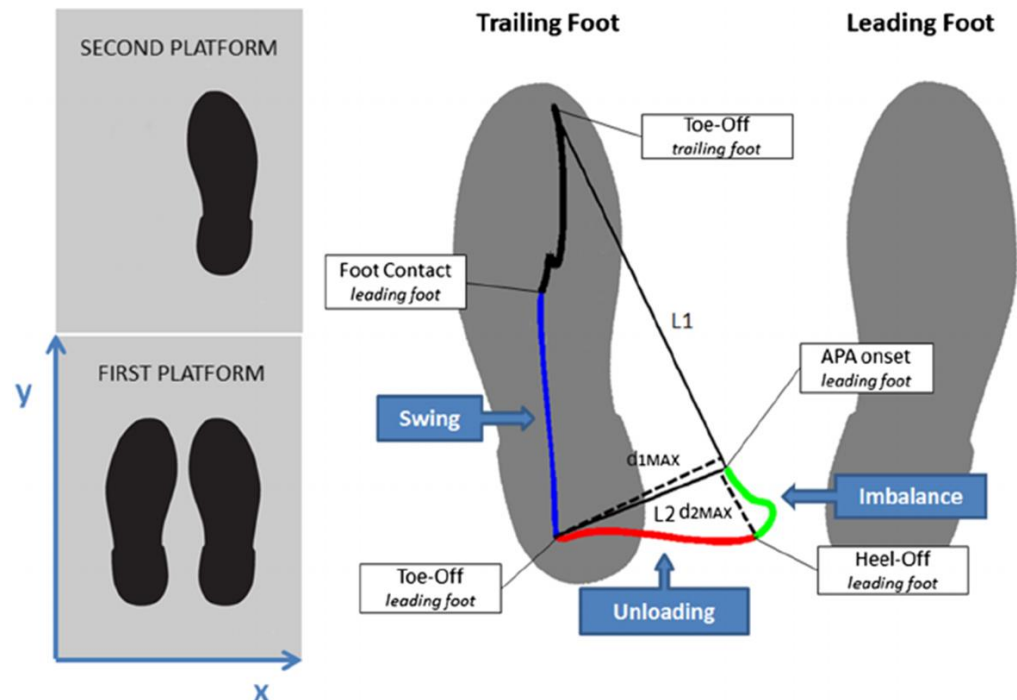 SECOND PLATFORM
FIRST PLATFORM
y
x
Trailing Foot
Leading Foot
Toe-Off
trailing foot
Foot Contact
leading foot
L1
APA onset
leading foot
Swing
d1MAX
L2
d2MAX
Imbalance
Toe-Off
leading foot
Heel-Off
leading foot
Unloading